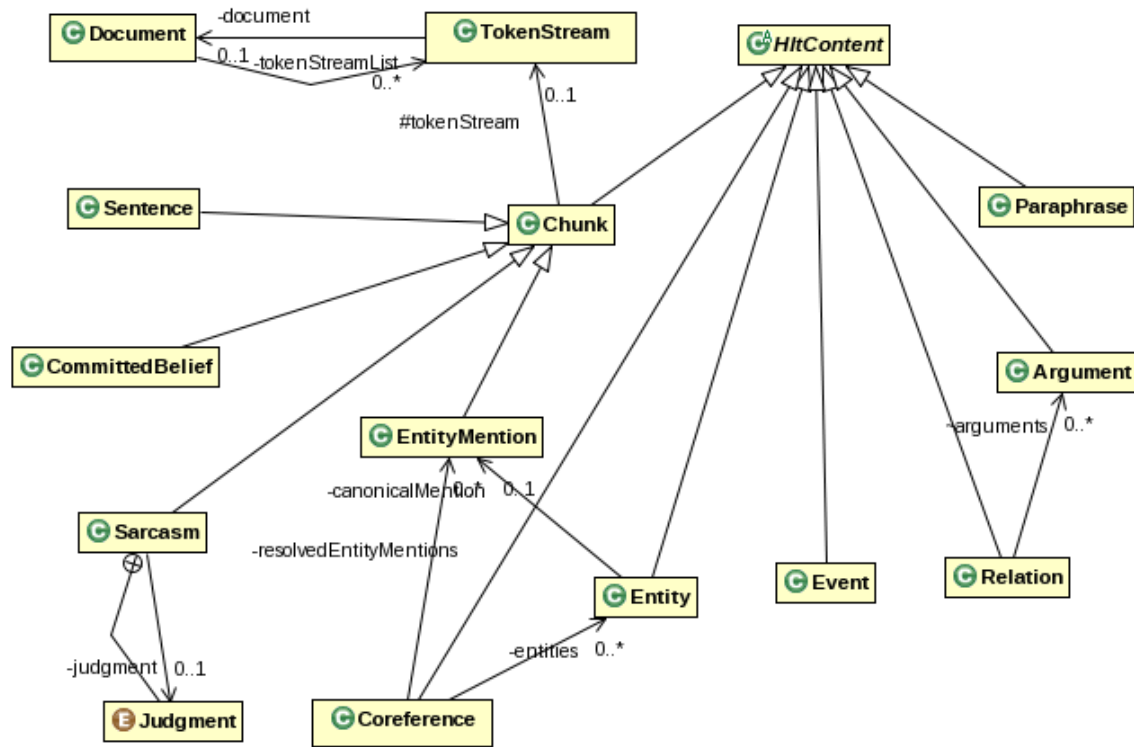 Document
-document
TokenStream
HltContent
0..1
-tokenStreamList
0..*
0..1
#tokenStream
Sentence
Chunk
Paraphrase
CommittedBelief
Argument
EntityMention
~arguments
0..*
-canonicalMention
0..*
0..1
Sarcasm
-resolvedEntityMentions
Event
Relation
Entity
-entities
0..*
-judgment
0..1
Judgment
Coreference